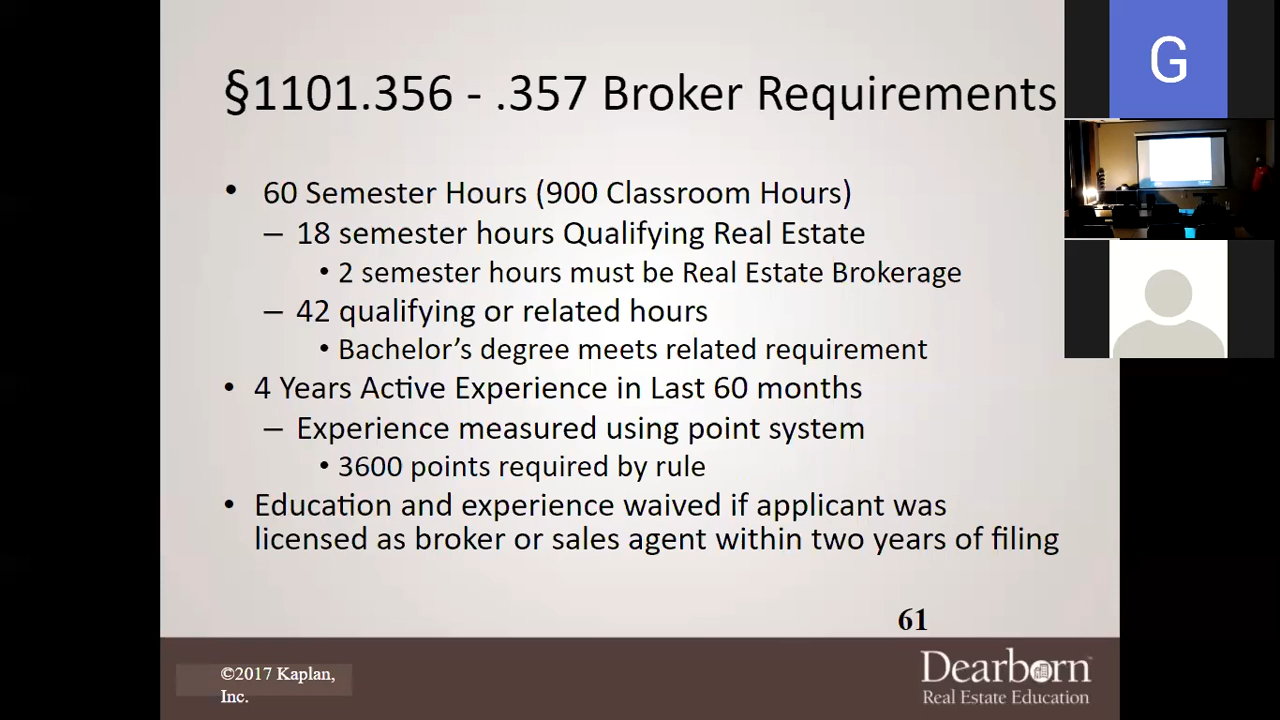 §1101.356 - .357 Broker Requirements
• 60 Semester Hours (900 Classroom Hours)
– 18 semester hours Qualifying Real Estate
• 2 semester hours must be Real Estate Brokerage
– 42 qualifying or related hours
• Bachelor’s degree meets related requirement
• 4 Years Active Experience in Last 60 months
– Experience measured using point system
• 3600 points required by rule
• Education and experience waived if applicant was
licensed as broker or sales agent within two years of filing
61
©2017 Kaplan,
Inc.
Dearborn
Real Estate Education
G